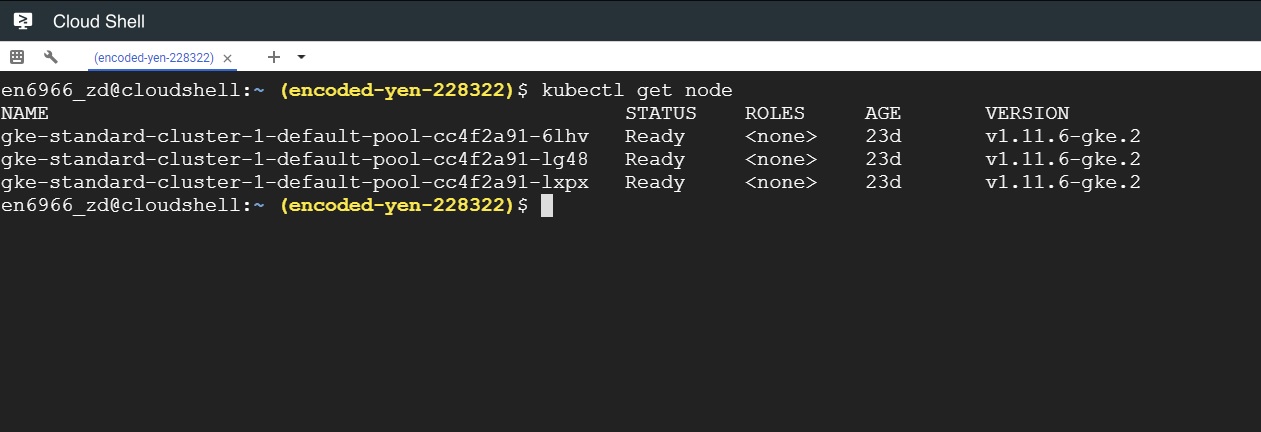 Cloud Shell
(encoded-yen-228322) × + ▾
en6966_zd@cloudshell:~ (encoded-yen-228322)$ kubectl get node
NAME STATUS ROLES AGE VERSION
gke-standard-cluster-1-default-pool-cc4f2a91-6lhv Ready <none> 23d v1.11.6-gke.2
gke-standard-cluster-1-default-pool-cc4f2a91-lg48 Ready <none> 23d v1.11.6-gke.2
gke-standard-cluster-1-default-pool-cc4f2a91-lxpx Ready <none> 23d v1.11.6-gke.2
en6966_zd@cloudshell:~ (encoded-yen-228322)$